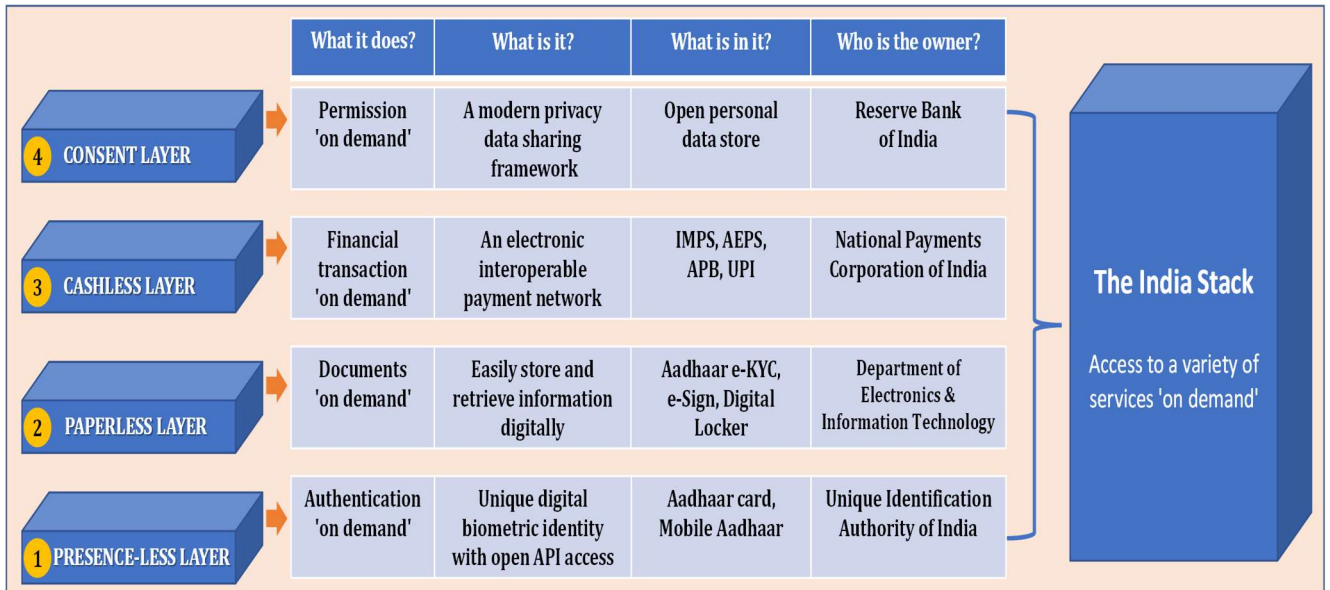 What it does?
What is it?
What is in it?
Who is the owner?
4 CONSENT LAYER
Permission
'on demand'
A modern privacy
data sharing
framework
Open personal
data store
Reserve Bank
of India
3 CASHLESS LAYER
Financial
transaction
'on demand'
An electronic
interoperable
payment network
IMPS, AEPS,
APB, UPI
National Payments
Corporation of India
2 PAPERLESS LAYER
Documents
'on demand'
Easily store and
retrieve information
digitally
Aadhaar e-KYC,
e-Sign, Digital
Locker
Department of
Electronics &
Information Technology
1 PRESENCE-LESS LAYER
Authentication
'on demand'
Unique digital
biometric identity
with open API access
Aadhaar card,
Mobile Aadhaar
Unique Identification
Authority of India
The India Stack
Access to a variety of
services 'on demand'